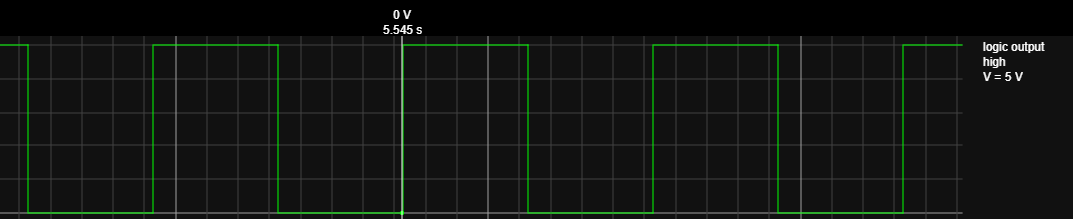 0 V
5.545 s
logic output
high
V = 5 V